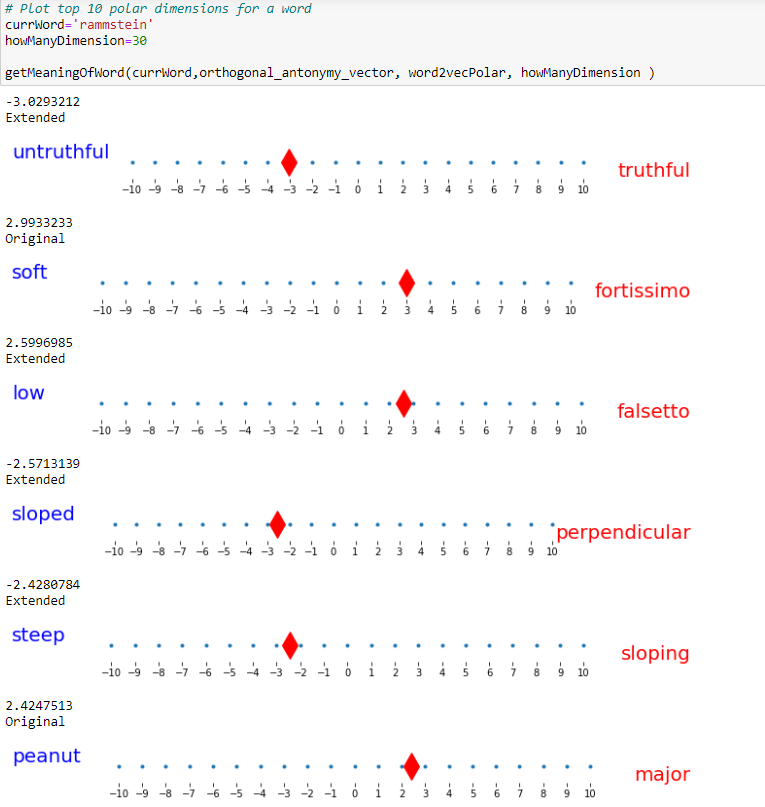 # Plot top 10 polar dimensions for a word
currWord='rammstein'
howManyDimension=30
getMeaningOfWord(currWord,orthogonal_antonymy_vector, word2vecPolar, howManyDimension )
-3.0293212
Extended
untruthful
truthful
−10 −9 −8 −7 −6 −5 −4 −3 −2 −1 0 1 2 3 4 5 6 7 8 9 10
2.9933233
Original
soft
fortissimo
−10 −9 −8 −7 −6 −5 −4 −3 −2 −1 0 1 2 3 4 5 6 7 8 9 10
2.5996985
Extended
low
falsetto
−10 −9 −8 −7 −6 −5 −4 −3 −2 −1 0 1 2 3 4 5 6 7 8 9 10
-2.5713139
Extended
sloped
perpendicular
−10 −9 −8 −7 −6 −5 −4 −3 −2 −1 0 1 2 3 4 5 6 7 8 9 10
-2.4280784
Extended
steep
sloping
−10 −9 −8 −7 −6 −5 −4 −3 −2 −1 0 1 2 3 4 5 6 7 8 9 10
2.4247513
Original
peanut
major
−10 −9 −8 −7 −6 −5 −4 −3 −2 −1 0 1 2 3 4 5 6 7 8 9 10